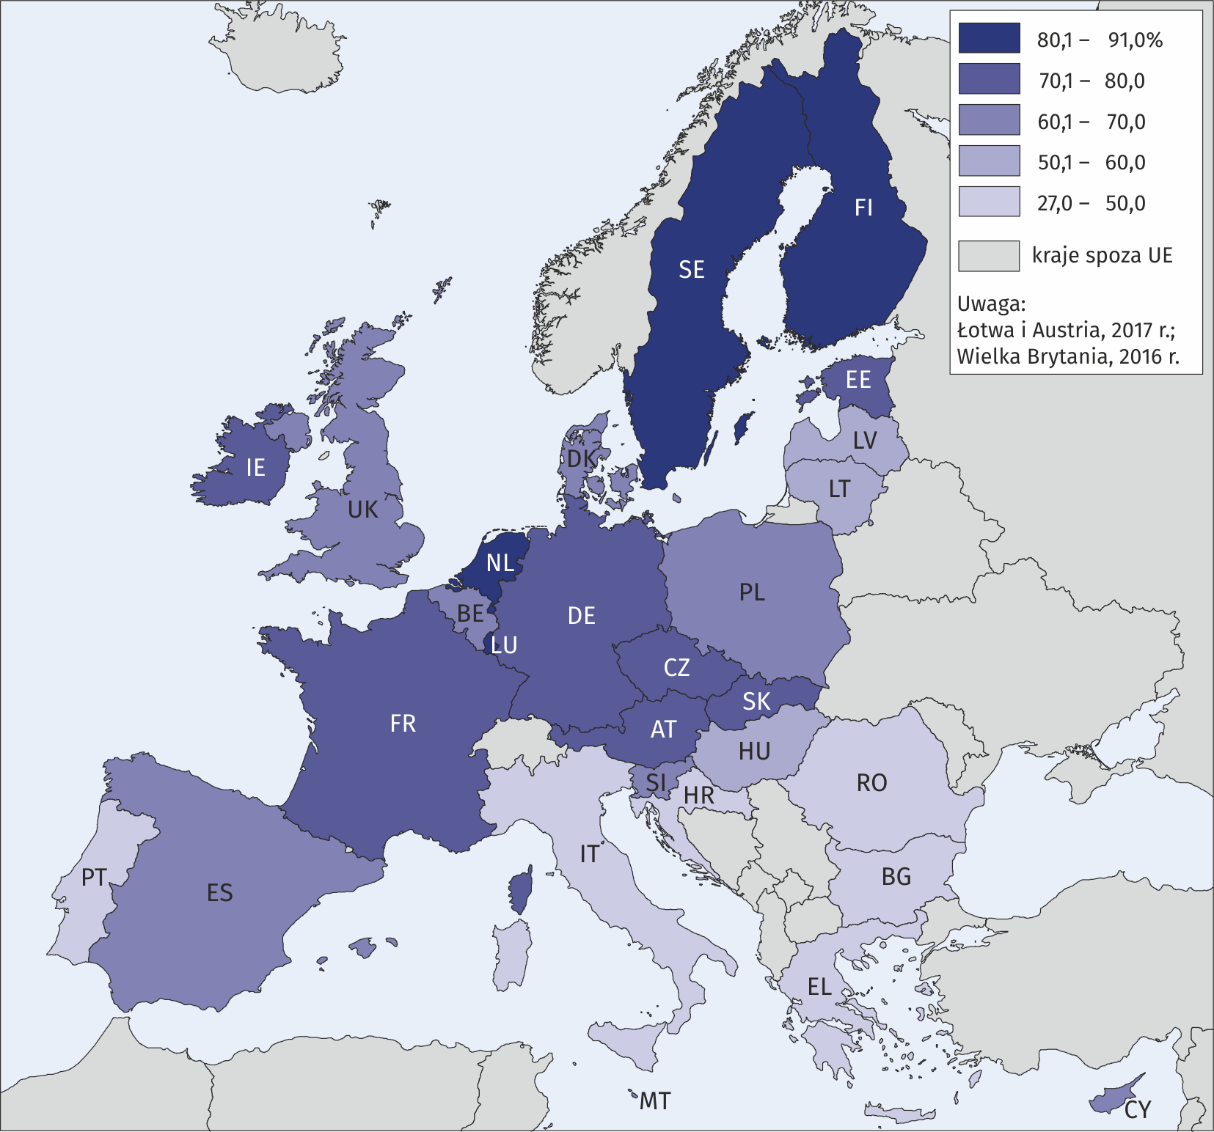 80,1 – 91,0%
70,1 – 80,0
60,1 – 70,0
50,1 – 60,0
27,0 – 50,0
kraje spoza UE
Uwaga:
Łotwa i Austria, 2017 r.;
Wielka Brytania, 2016 r.
FI
SE
EE
LV
LT
DK
IE
UK
NL
BE
LU
DE
PL
CZ
SK
AT
FR
HU
SI
HR
RO
IT
BG
PT
ES
EL
MT
CY